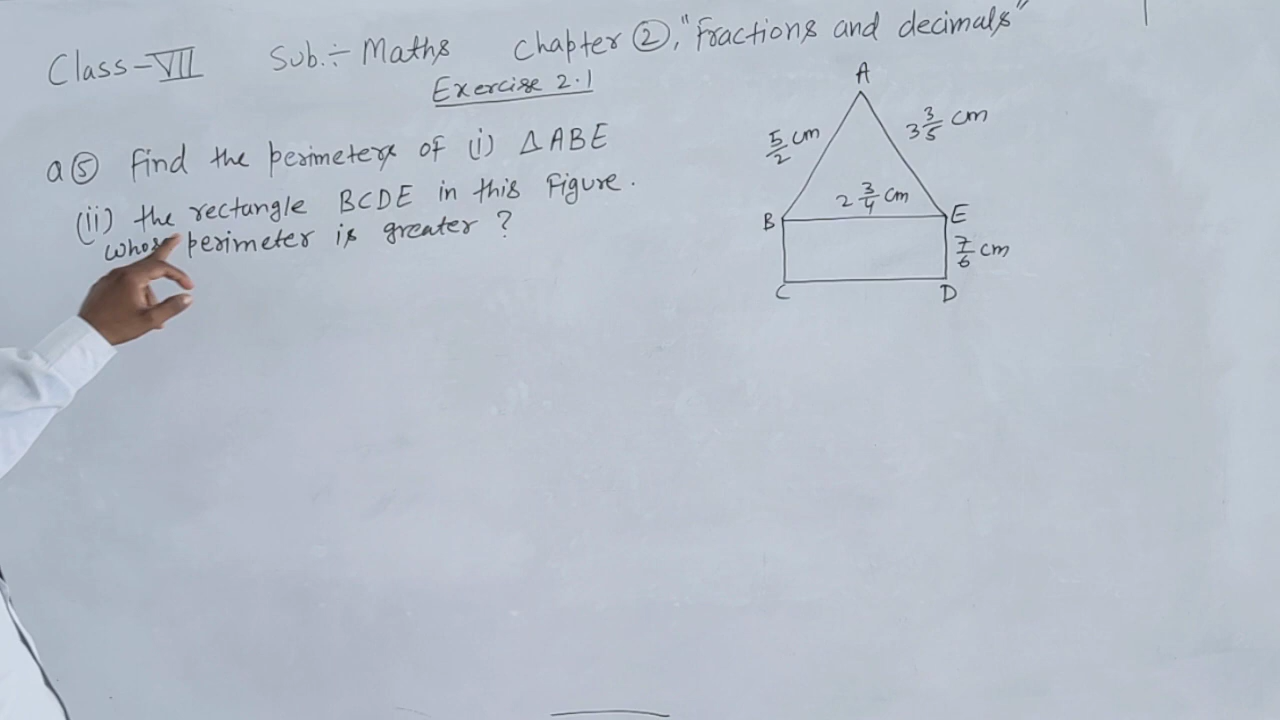 Class-VII Sub.÷ Maths Chapter ②, "Fractions and decimals"
Exercise 2.1
Q⑤ Find the perimeters of (i) △ABE
(ii) the rectangle BCDE in this Figure.
perimeter is greater ?
A
5/2 cm
3 3/5 cm
2 3/4 cm
B
E
7/6 cm
C
D